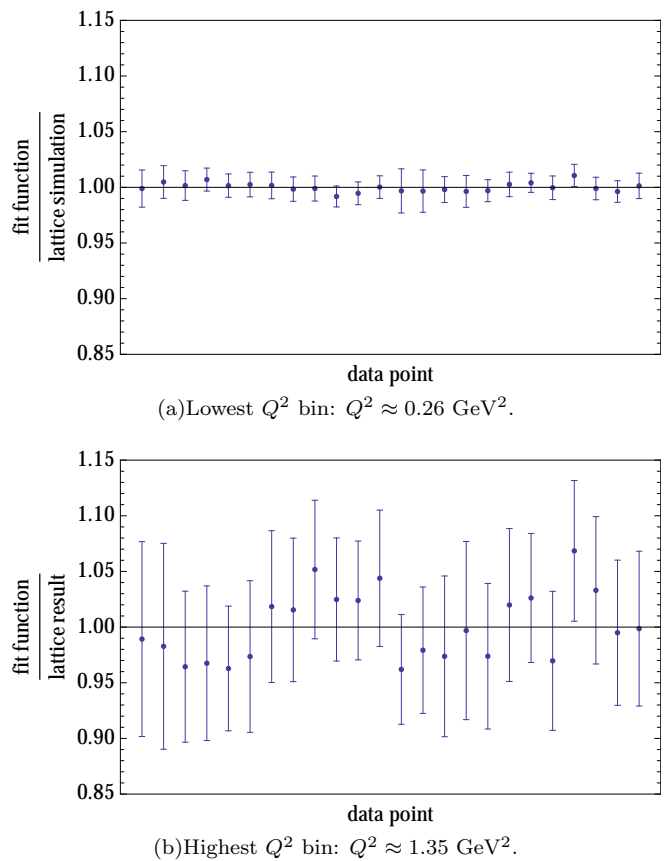 1.15
1.10
1.05
1.00
0.95
0.90
0.85
fit function
lattice simulation
data point
(a)Lowest Q² bin: Q² ≈ 0.26 GeV².
1.15
1.10
1.05
1.00
0.95
0.90
0.85
fit function
lattice result
data point
(b)Highest Q² bin: Q² ≈ 1.35 GeV².